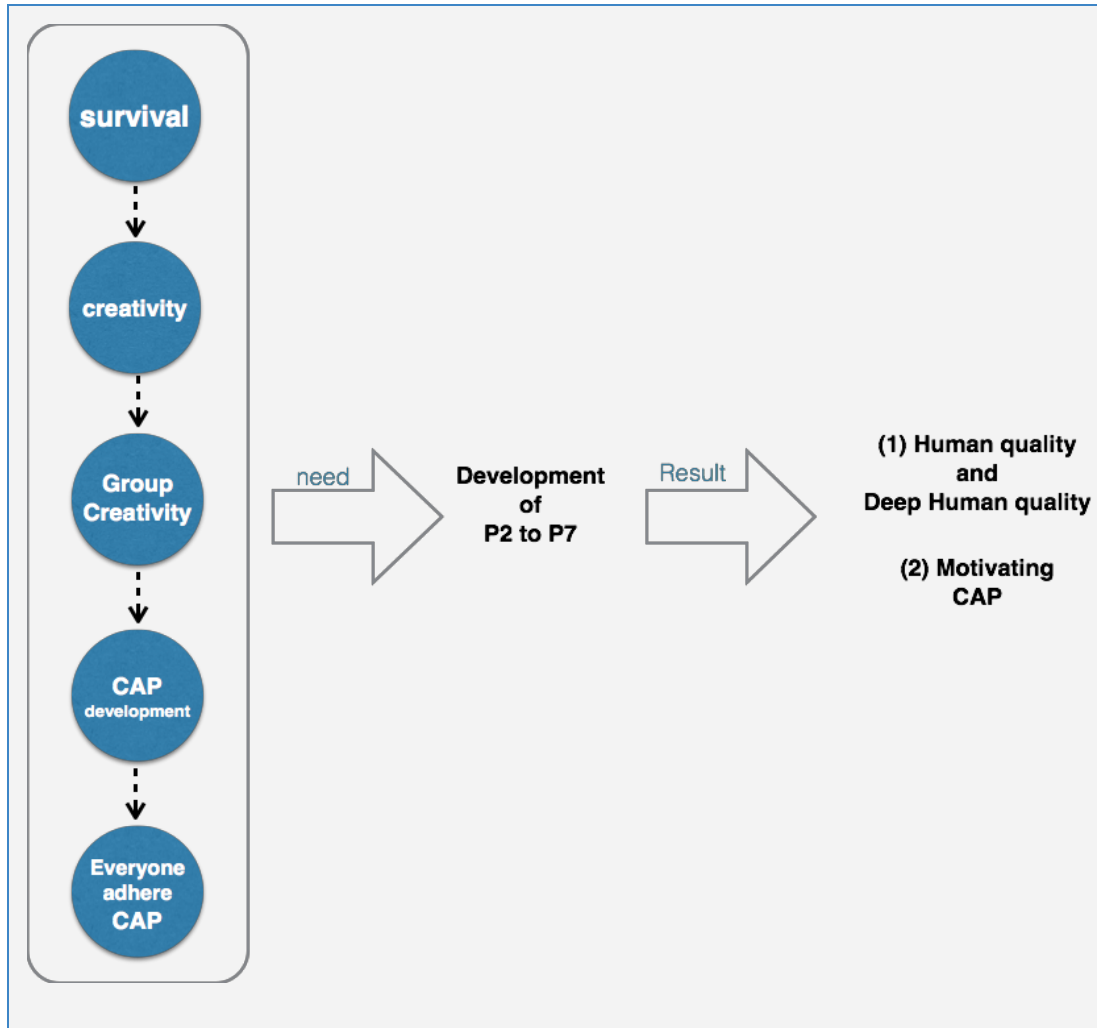 survival
creativity
Group
Creativity
CAP
development
Everyone
adhere
CAP
need
Development
of
P2 to P7
Result
(1) Human quality
and
Deep Human quality
(2) Motivating
CAP